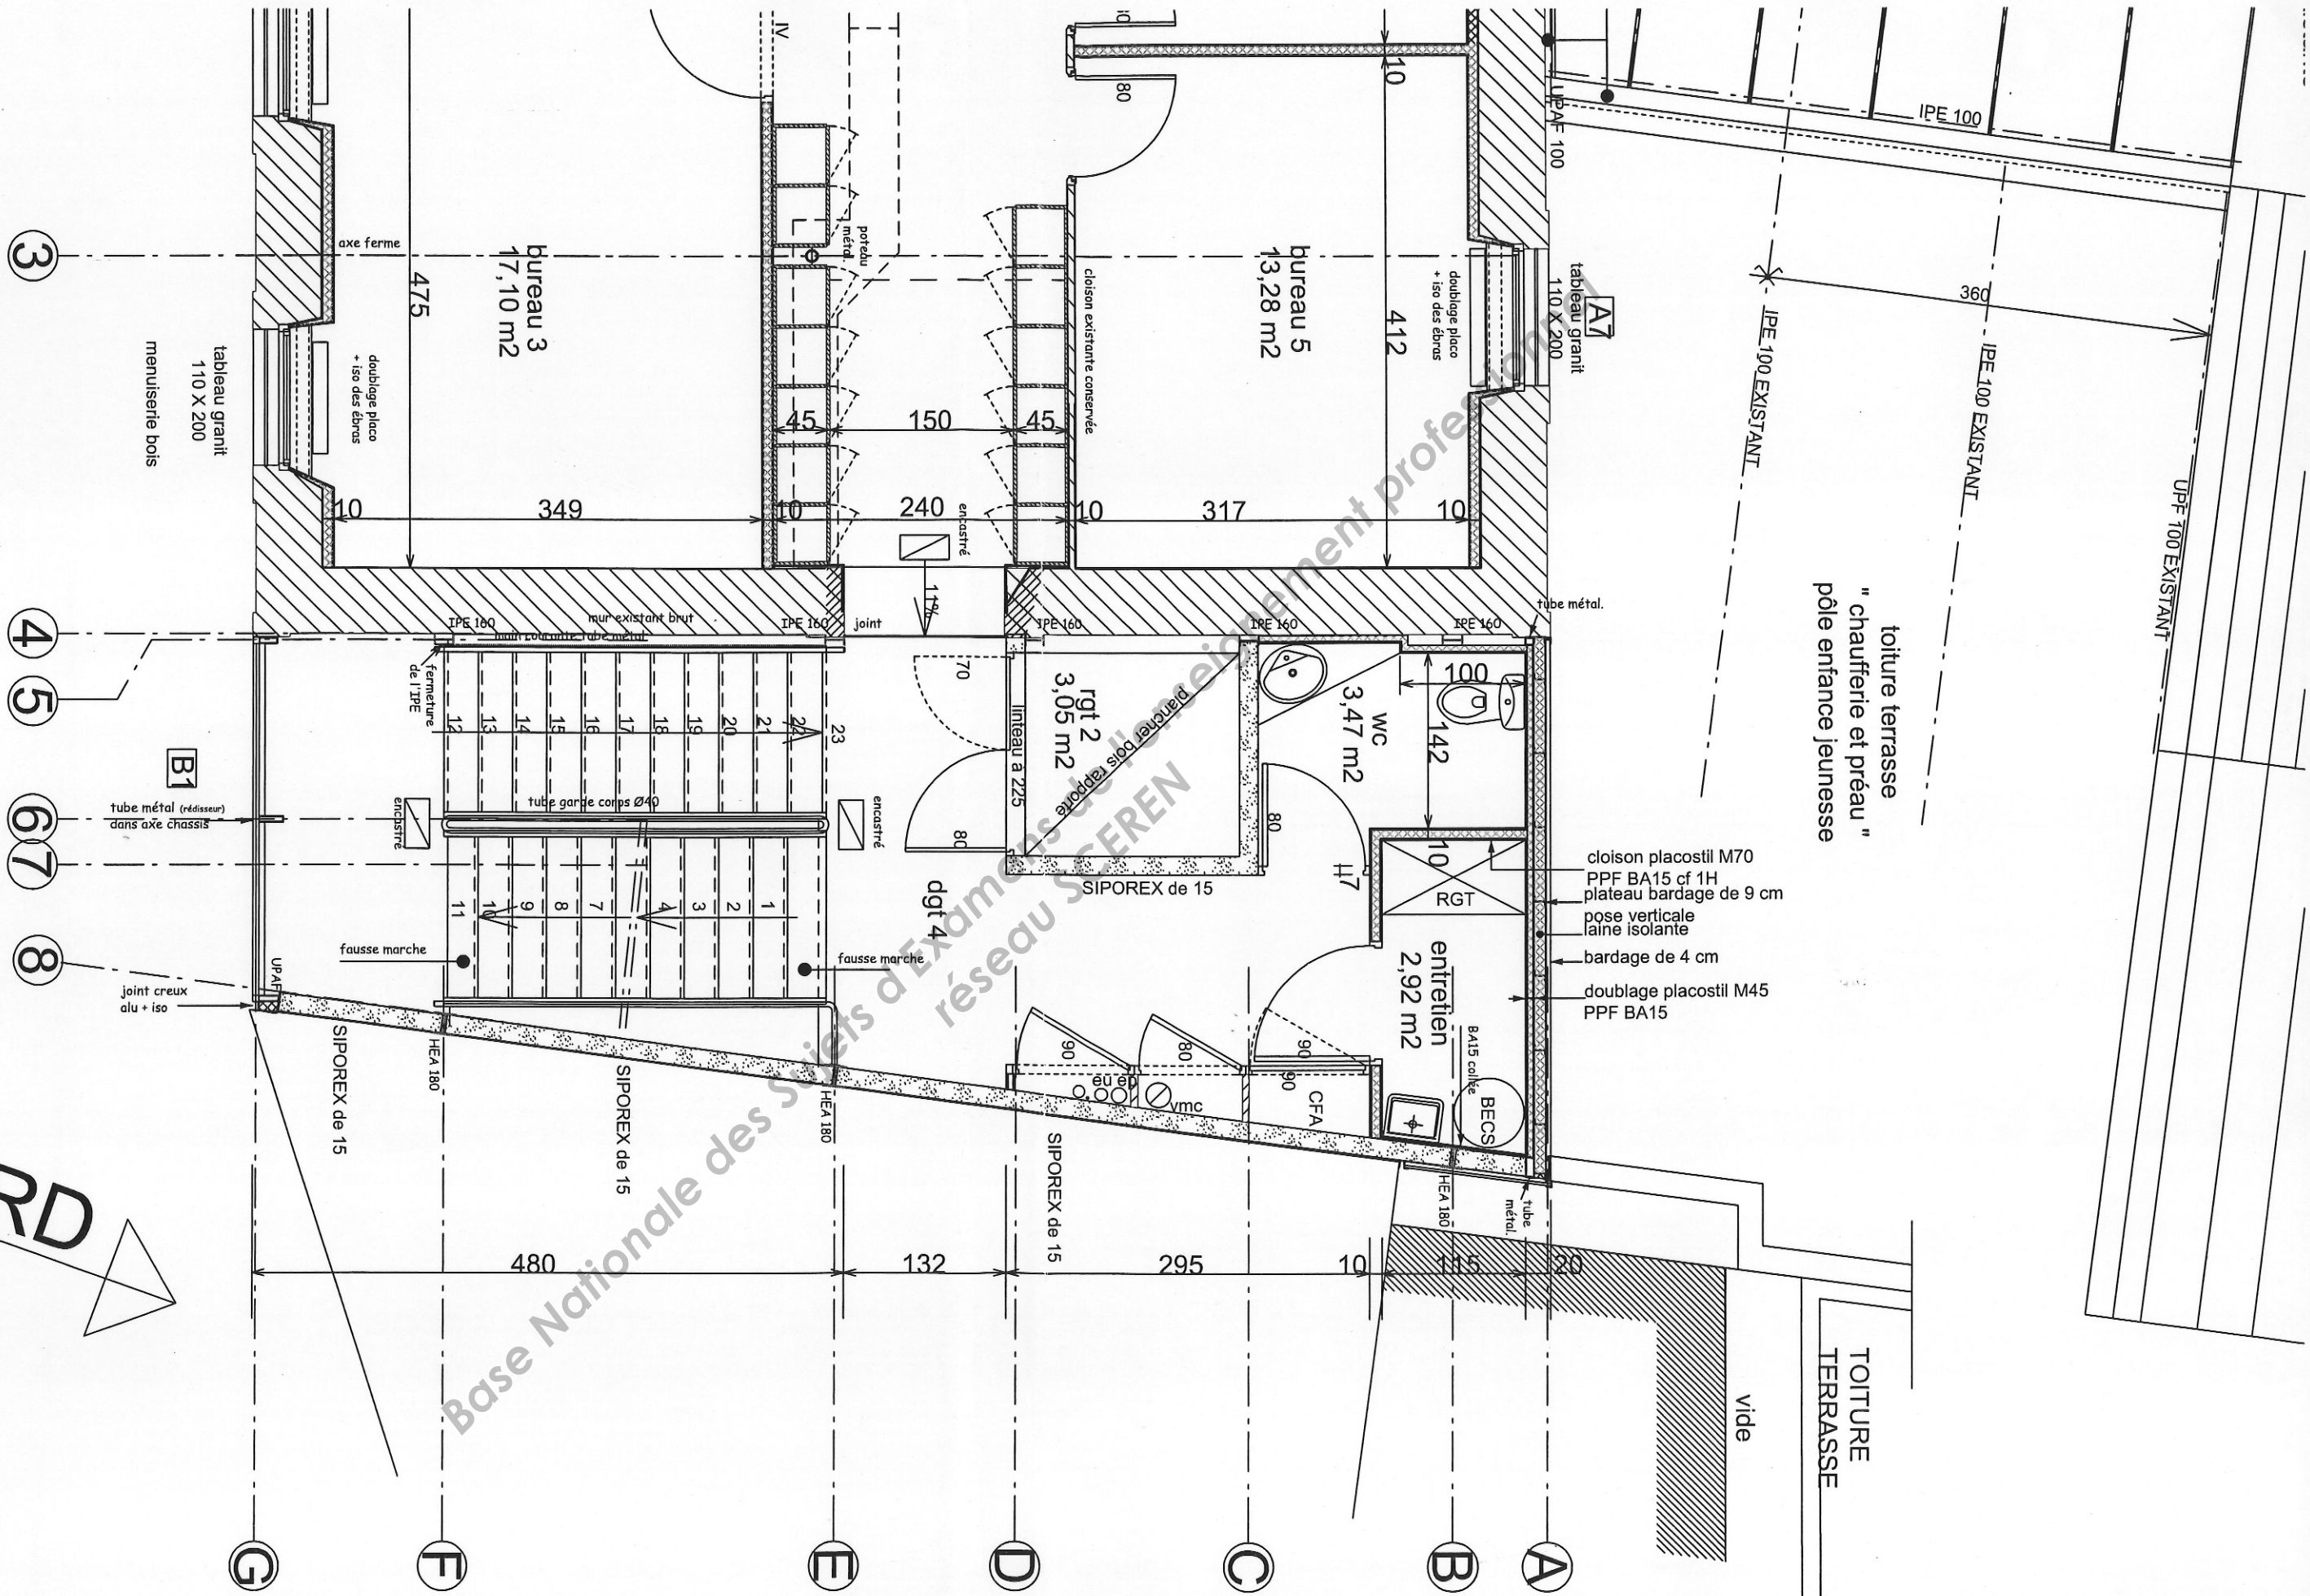 IV
80
10
UPAF 100
IPE 100
3
axe ferme
475
bureau 3
17,10 m2
poteau
métal
cloison existante conservée
bureau 5
13,28 m2
412
doublage placo
+ iso des ébras
tableau granit
110 X 200
A7
360
IPE 100 EXISTANT
IPE 100 EXISTANT
UPF 100 EXISTANT
tableau granit
110 X 200
menuiserie bois
doublage placo
+ iso des ébras
45
150
45
10
349
10
240
10
317
10
encastré
11%
" toiture terrasse
chaufferie et préau "
pôle enfance jeunesse
4
5
6
7
8
IPE 160
mur existant brut
main courante tube métal
IPE 160
joint
IPE 160
IPE 160
IPE 160
tube métal.
fermeture
de l'IPE
12
13
14
15
16
17
18
19
20
21
22
23
70
80
linteau à 225
rgt 2
3,05 m2
plancher bois rapporté
wc
3,47 m2
100
142
80
H7
10
B1
tube métal (rédisseur)
dans axe chassis
encastré
tube garde corps Ø40
encastré
SIPOREX de 15
RGT
cloison placostil M70
PPF BA15 cf 1H
plateau bardage de 9 cm
pose verticale
laine isolante
bardage de 4 cm
doublage placostil M45
PPF BA15
11
10
9
8
7
4
3
2
1
dgt 4
fausse marche
fausse marche
entretien
2,92 m2
BA15 collée
BECS
UPAF
joint creux
alu + iso
SIPOREX de 15
HEA 180
SIPOREX de 15
HEA 180
90
80
90
90
eu ep
vmc
CFA
SIPOREX de 15
HEA 180
tube
métal.
RD
480
132
295
10
115
20
TOITURE
TERRASSE
vide
G
F
E
D
C
B
A
Base Nationale des Sujets d'Examens de l'enseignement professionnel
réseau SCEREN